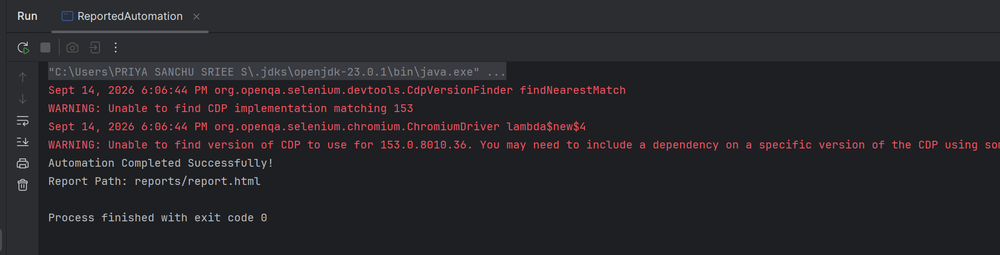 Run ReportedAutomation
"C:\Users\PRIYA SANCHU SRIEE S\.jdks\openjdk-23.0.1\bin\java.exe" ...
Sept 14, 2026 6:06:44 PM org.openqa.selenium.devtools.CdpVersionFinder findNearestMatch
WARNING: Unable to find CDP implementation matching 153
Sept 14, 2026 6:06:44 PM org.openqa.selenium.chromium.ChromiumDriver lambda$new$4
WARNING: Unable to find version of CDP to use for 153.0.8010.36. You may need to include a dependency on a specific version of the CDP using
Automation Completed Successfully!
Report Path: reports/report.html
Process finished with exit code 0